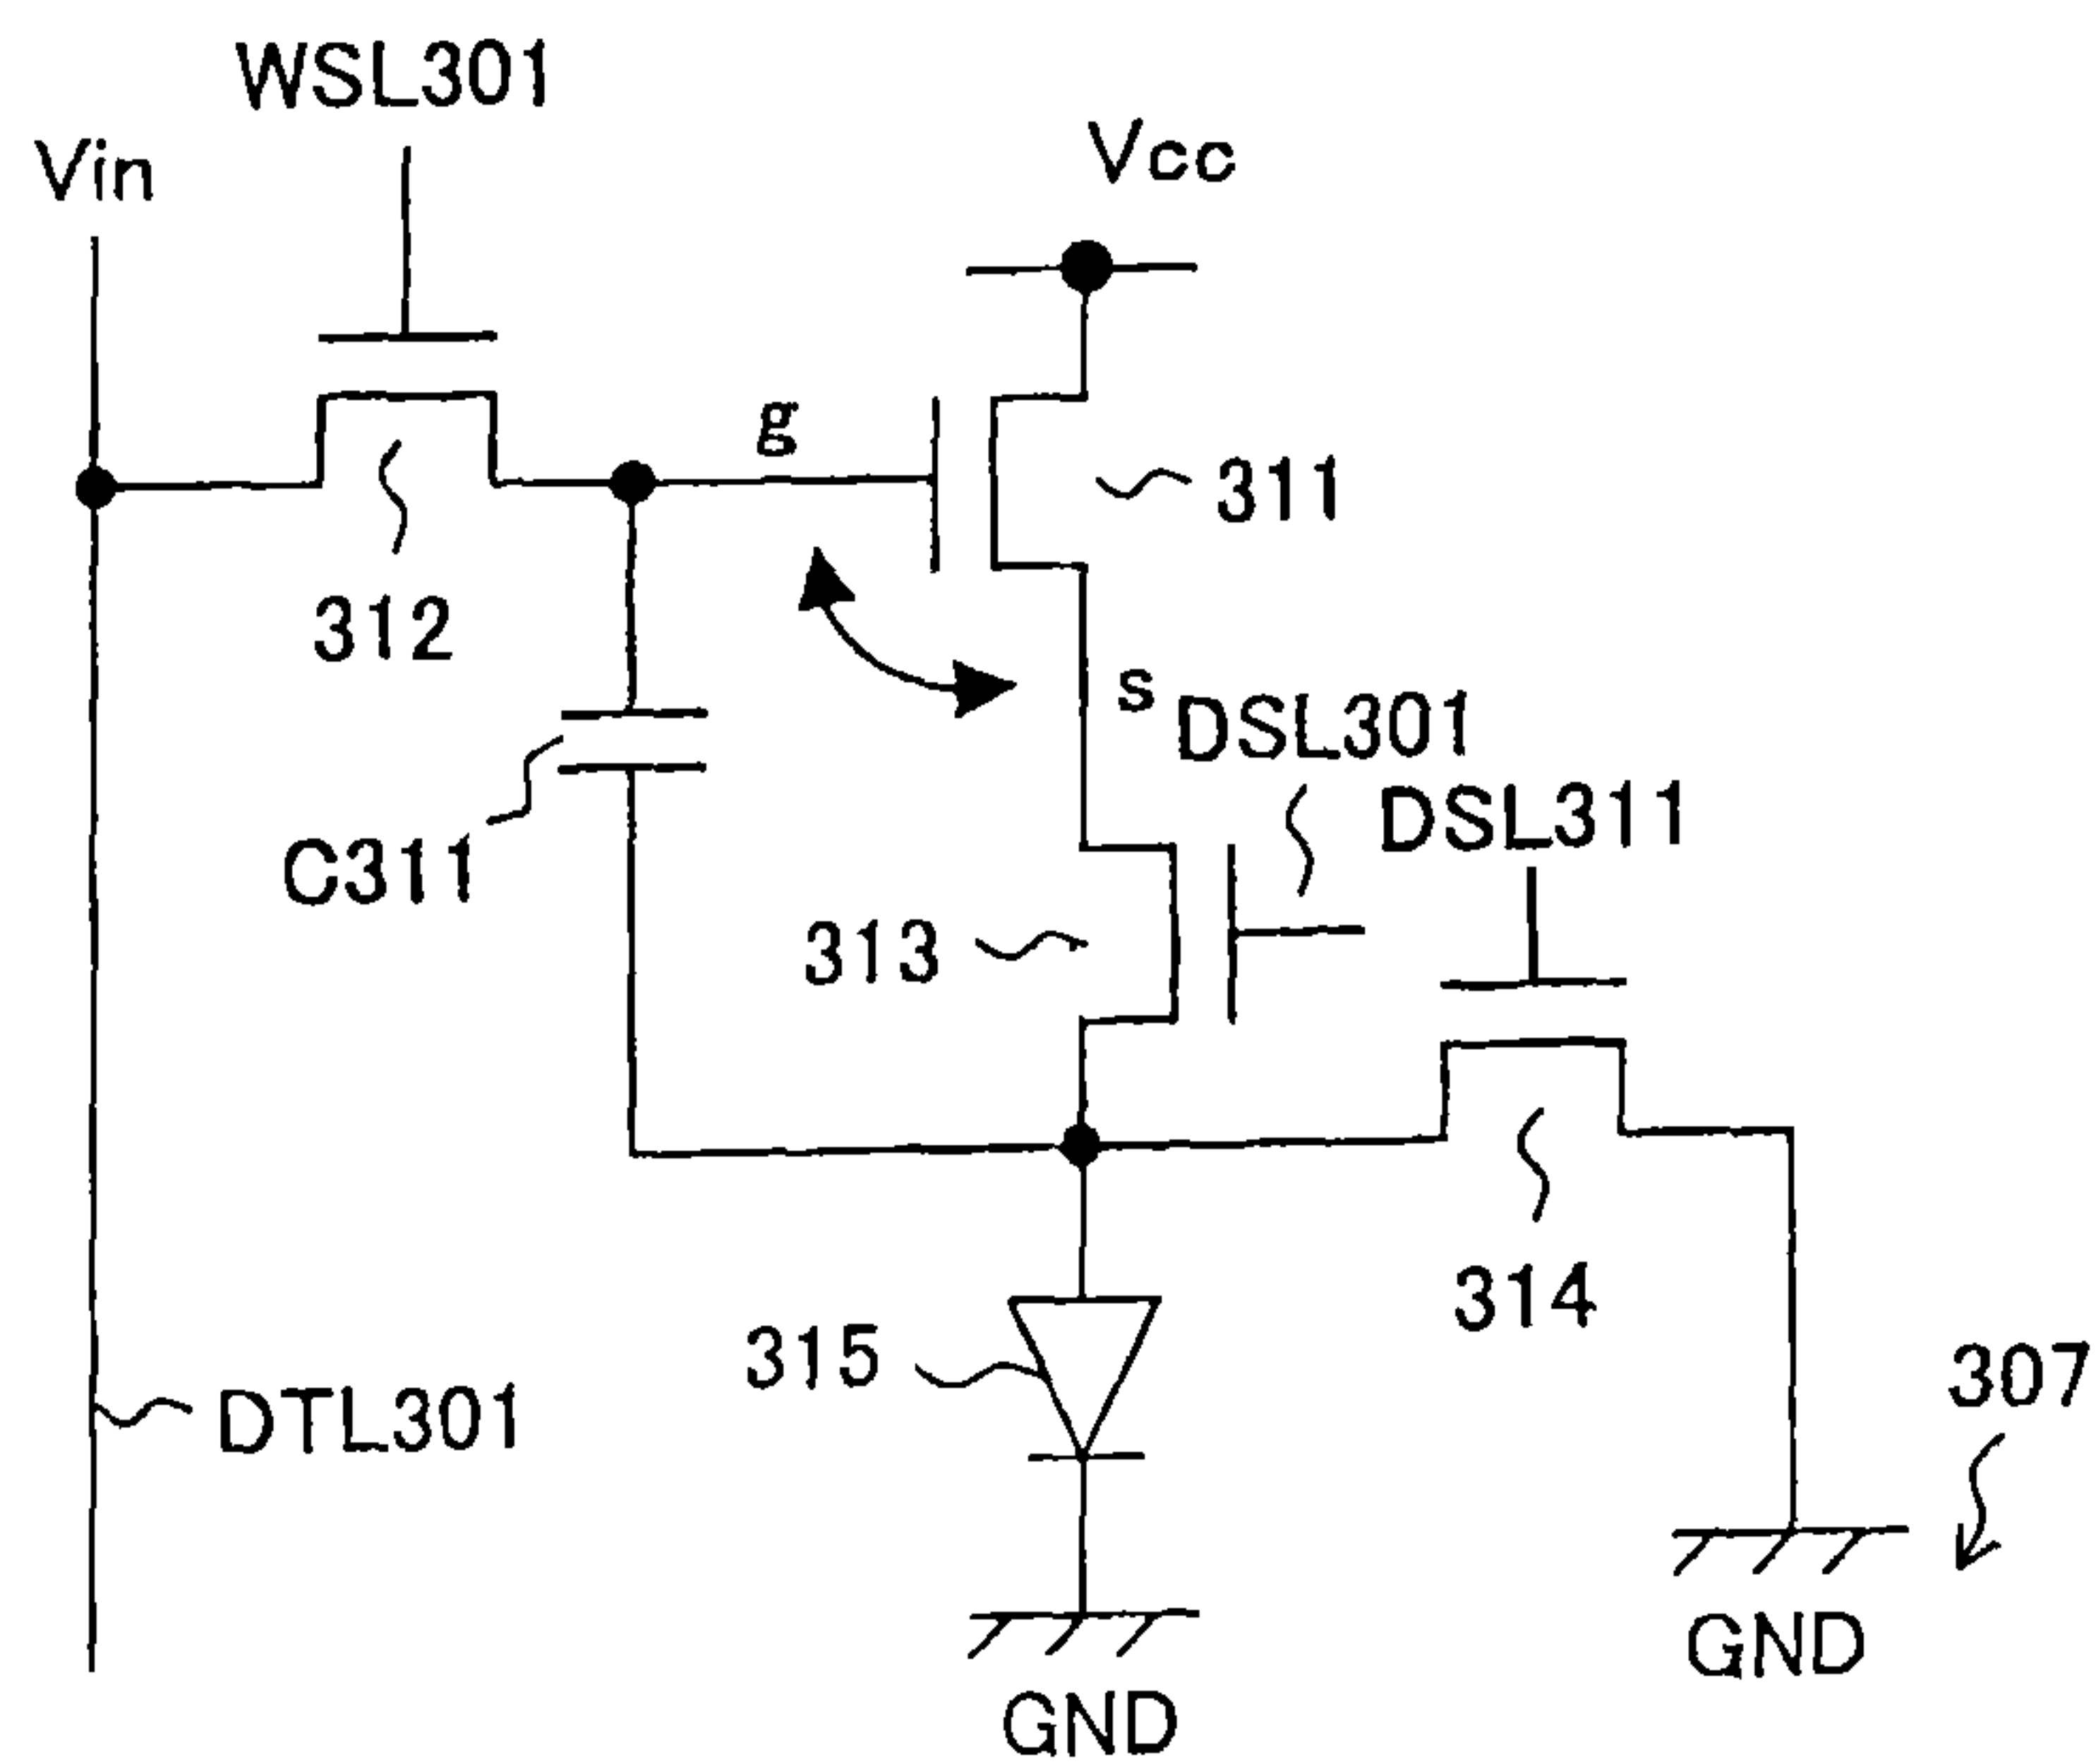 WSL301
Vin
Vcc
g
311
312
s
DSL301
DSL311
C311
313
314
315
307
DTL301
GND
GND